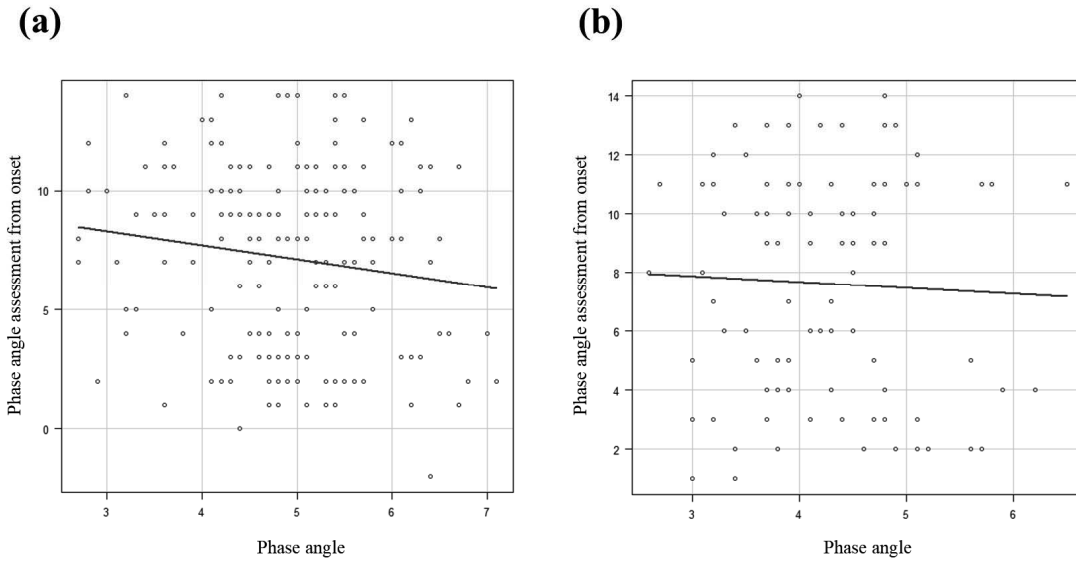 (a)
Phase angle assessment from onset
10
5
0
3 4 5 6 7
Phase angle
(b)
Phase angle assessment from onset
14
12
10
8
6
4
2
3 4 5 6
Phase angle